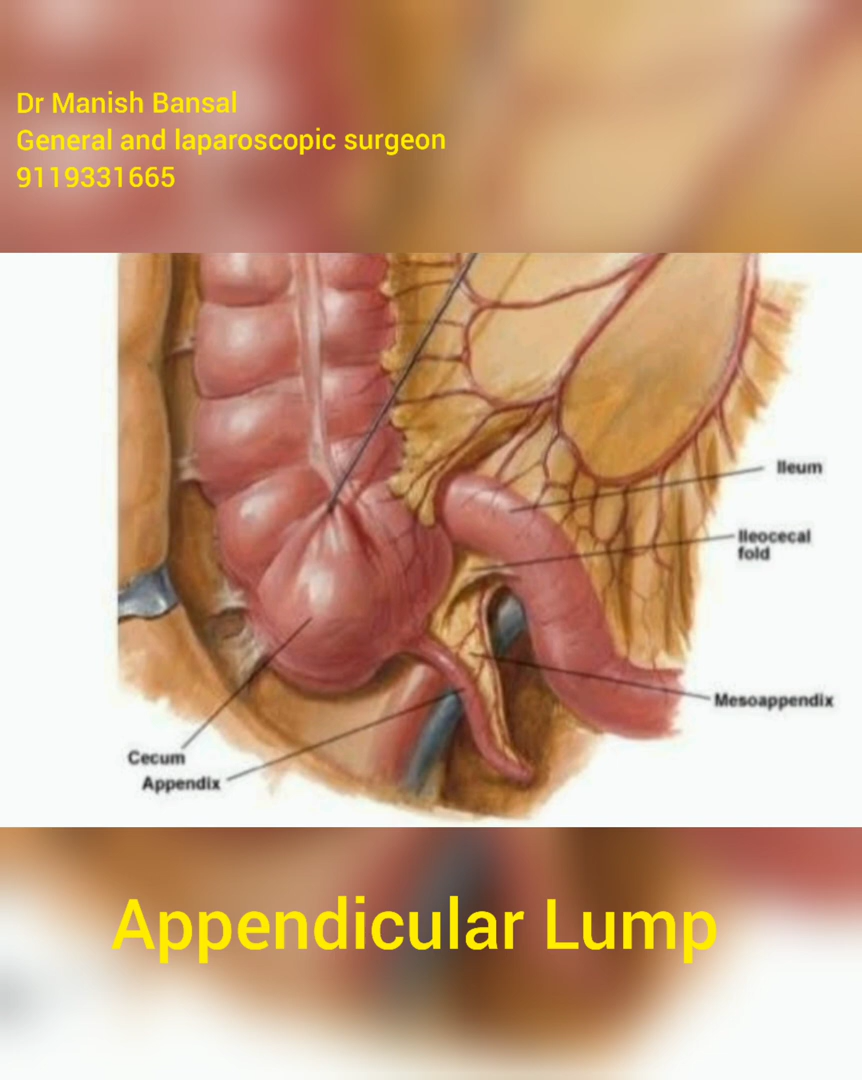 Dr Manish Bansal
General and laparoscopic surgeon
9119331665
Ileum
Ileocecal
fold
Mesoappendix
Cecum
Appendix
Appendicular Lump